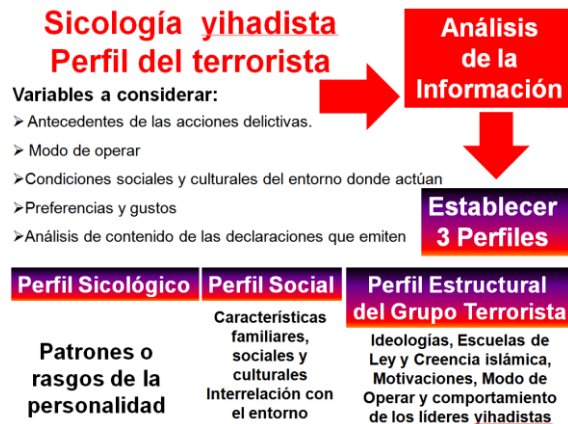 Sicología yihadista
Perfil del terrorista
Análisis
de la
Información
Variables a considerar:
➢ Antecedentes de las acciones delictivas.
➢ Modo de operar
➢Condiciones sociales y culturales del entorno donde actúan
➢Preferencias y gustos
➢Análisis de contenido de las declaraciones que emiten
Establecer
3 Perfiles
Perfil Sicológico
Patrones o
rasgos de la
personalidad
Perfil Social
Características
familiares,
sociales y
culturales
Interrelación con
el entorno
Perfil Estructural
del Grupo Terrorista
Ideologías, Escuelas de
Ley y Creencia islámica,
Motivaciones, Modo de
Operar y comportamiento
de los líderes yihadistas